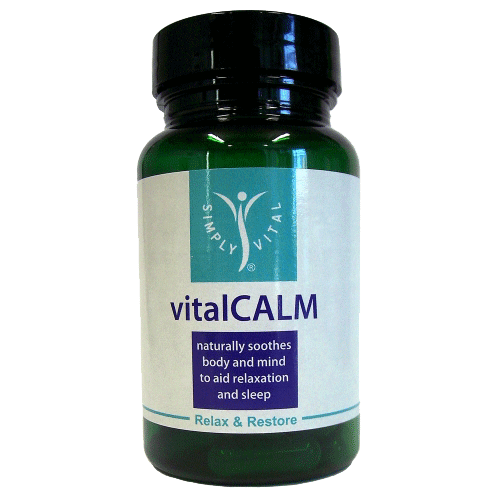 SIMPLY VITAL ®
vitalCALM
naturally soothes
body and mind
to aid relaxation
and sleep
Relax & Restore